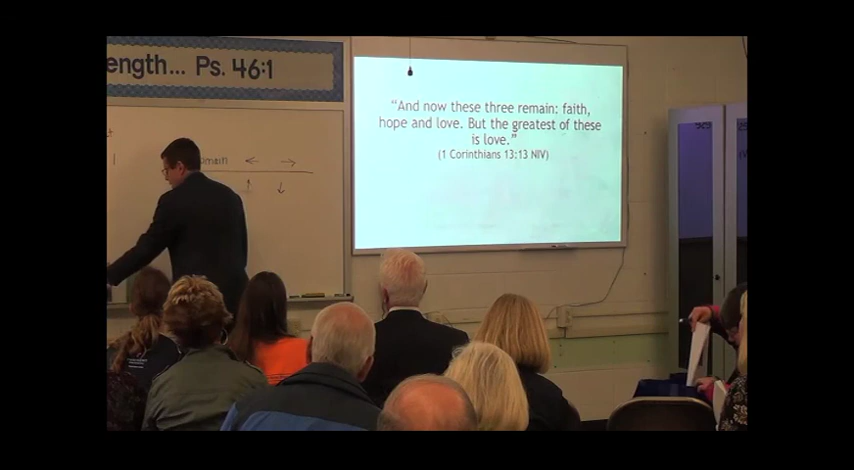 ength... Ps. 46:1
“And now these three remain: faith,
hope and love. But the greatest of these
is love.”
(1 Corinthians 13:13 NIV)